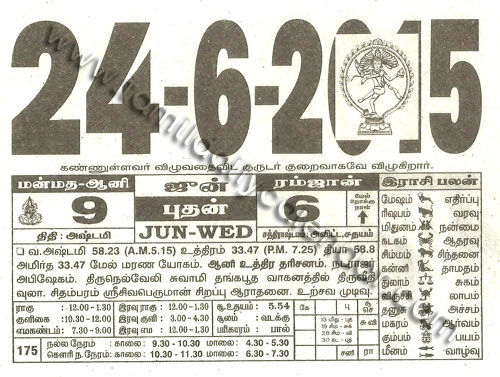 24-6-2015
www.tamildailycalendar.com
கண்ணுள்ளவர் விழுவதைவிட குருடர் குறைவாகவே விழுகிறார்.
மன்மத-ஆனி ஜுன் ரம்ஜான் இராசி பலன்
9 புதன் 6 மேல் நோக்கு நாள்
திதி: அஷ்டமி JUN-WED சந்திராஷ்டமம்: அவிட்ட, சதயம்
வ.அஷ்டமி 58.23 (A.M.5.15) உத்திரம் 33.47 (P.M. 7.25) தியா 58.8
அமிர்த 33.47 மேல் மரண யோகம். ஆனி உத்திர தரிசனம். நடராஜர்
அபிஷேகம். திருநெல்வேலி சுவாமி தங்கபூத வாகனத்தில் திருவீதி
வுலா. சிதம்பரம் ஸ்ரீசிவபெருமான் சிறப்பு ஆராதனை. உற்சவ முடிவு.
ராகு 12.00 -1.30 இரவு ராகு : 12.00 -1.30 சூ.உதயம் : 5.54
குளிகை :10.30 -12.00 இரவு குளி : 3.00 -4.30 சூலம் : வடக்கு
எமகண்டம் : 7.30 - 9.00 இரவு எம : 12.00 -1.30 பரிகாரம் : பால்
175 நல்ல நேரம் : காலை: 9.30 - 10.30 மாலை: 4.30 - 5.30
கௌரி ந.நேரம் : காலை: 10.30 - 11.30 மாலை: 6.30 - 7.30
கே
சு வி
சனி ரா
மேஷம் எதிர்ப்பு
ரிஷபம் வரவு
மிதுனம் நன்மை
கடகம் ஆதரவு
சிம்மம் சிந்தனை
கன்னி தாமதம்
துலாம் சுகம்
விருச் லாபம்
தனுசு அச்சம்
மகரம் ஆர்வம்
கும்பம் பயம்
மீனம் வாழ்வு